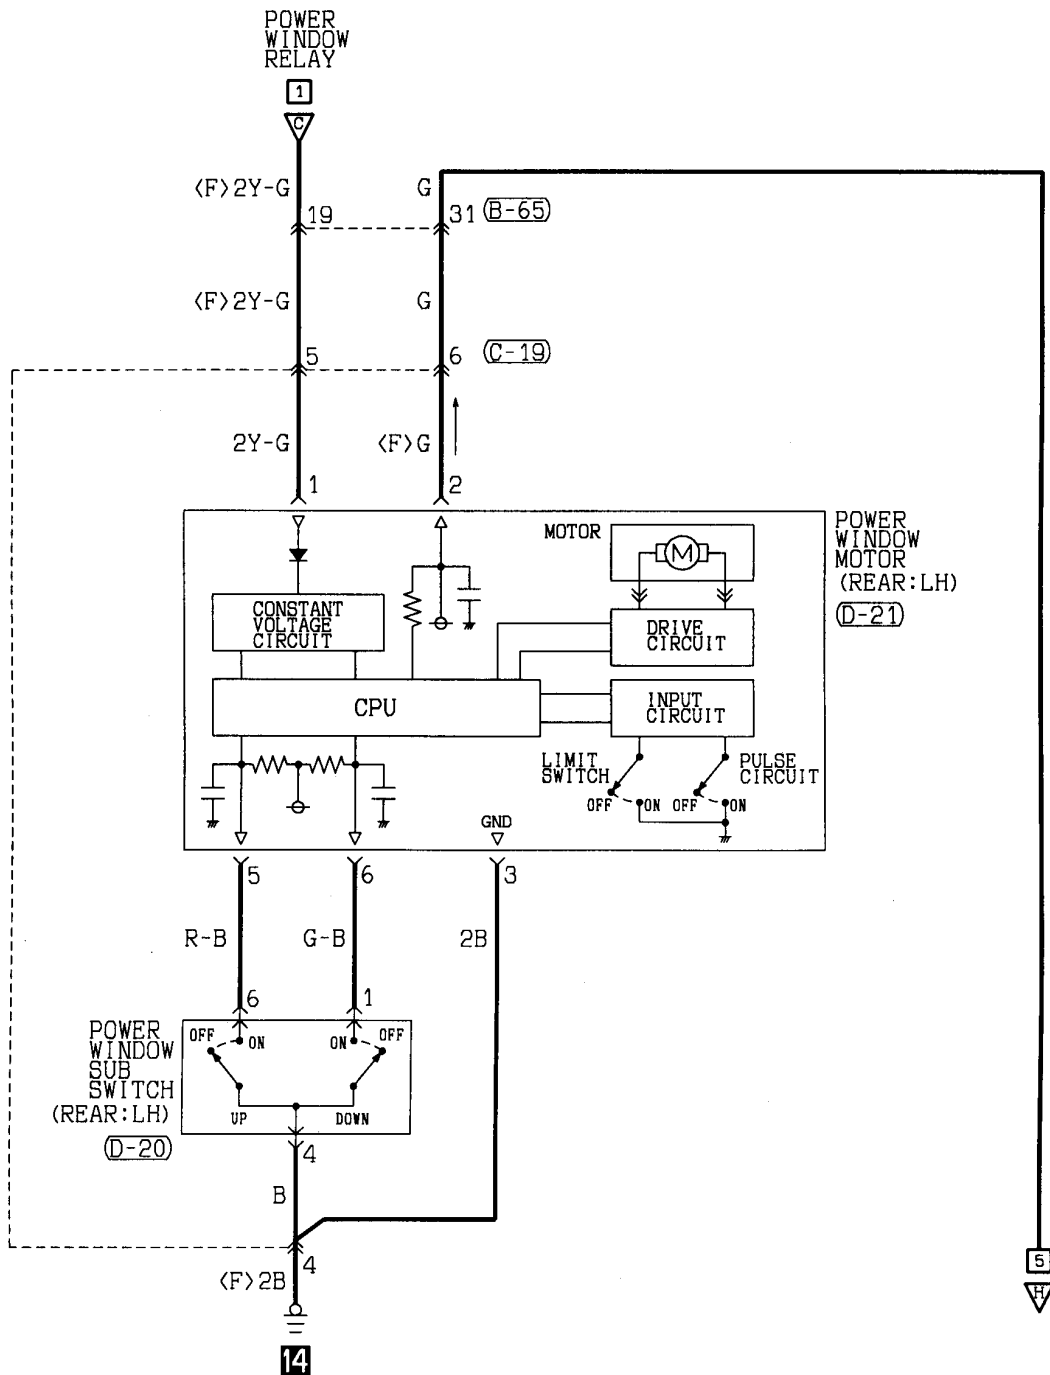 POWER
WINDOW
RELAY
1
C
<F>2Y-G
G
19
31
(B-65)
<F>2Y-G
G
5
6
(C-19)
2Y-G
<F>G
1
2
MOTOR
M
POWER
WINDOW
MOTOR
(REAR:LH)
(D-21)
CONSTANT
VOLTAGE
CIRCUIT
DRIVE
CIRCUIT
CPU
INPUT
CIRCUIT
LIMIT
SWITCH
PULSE
CIRCUIT
OFF
ON
OFF
ON
GND
5
6
3
R-B
G-B
2B
6
1
POWER
WINDOW
SUB
SWITCH
(REAR:LH)
(D-20)
OFF
ON
ON
OFF
UP
DOWN
4
B
4
<F>2B
14
5
H